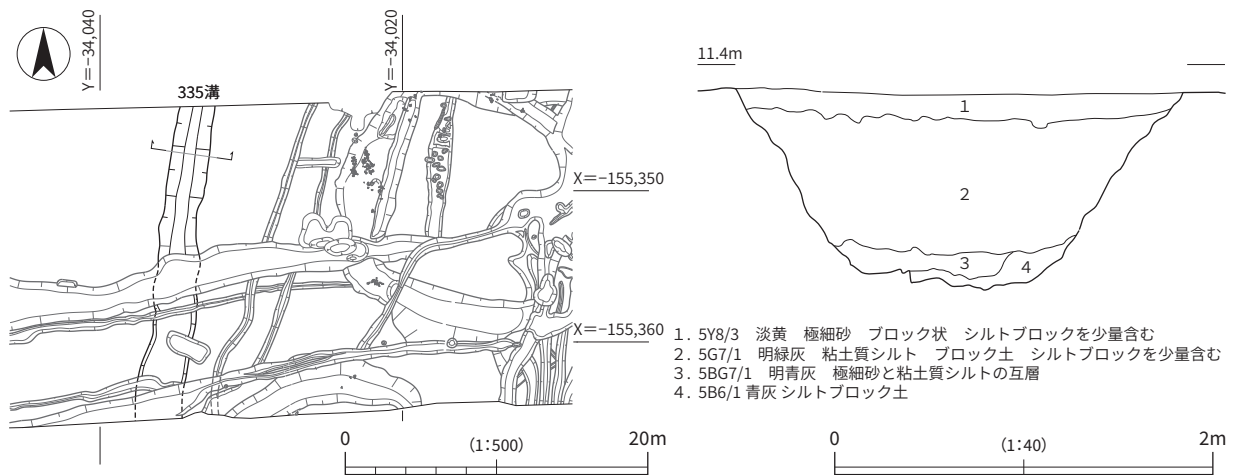 Y=-34,040
Y=-34,020
335溝
X=-155,350
X=-155,360
0 (1:500) 20m
11.4m
1
2
3
4
1. 5Y8/3 淡黄 極細砂 ブロック状 シルトブロックを少量含む
2. 5G7/1 明緑灰 粘土質シルト ブロック土 シルトブロックを少量含む
3. 5BG7/1 明青灰 極細砂と粘土質シルトの互層
4. 5B6/1 青灰 シルトブロック土
0 (1:40) 2m